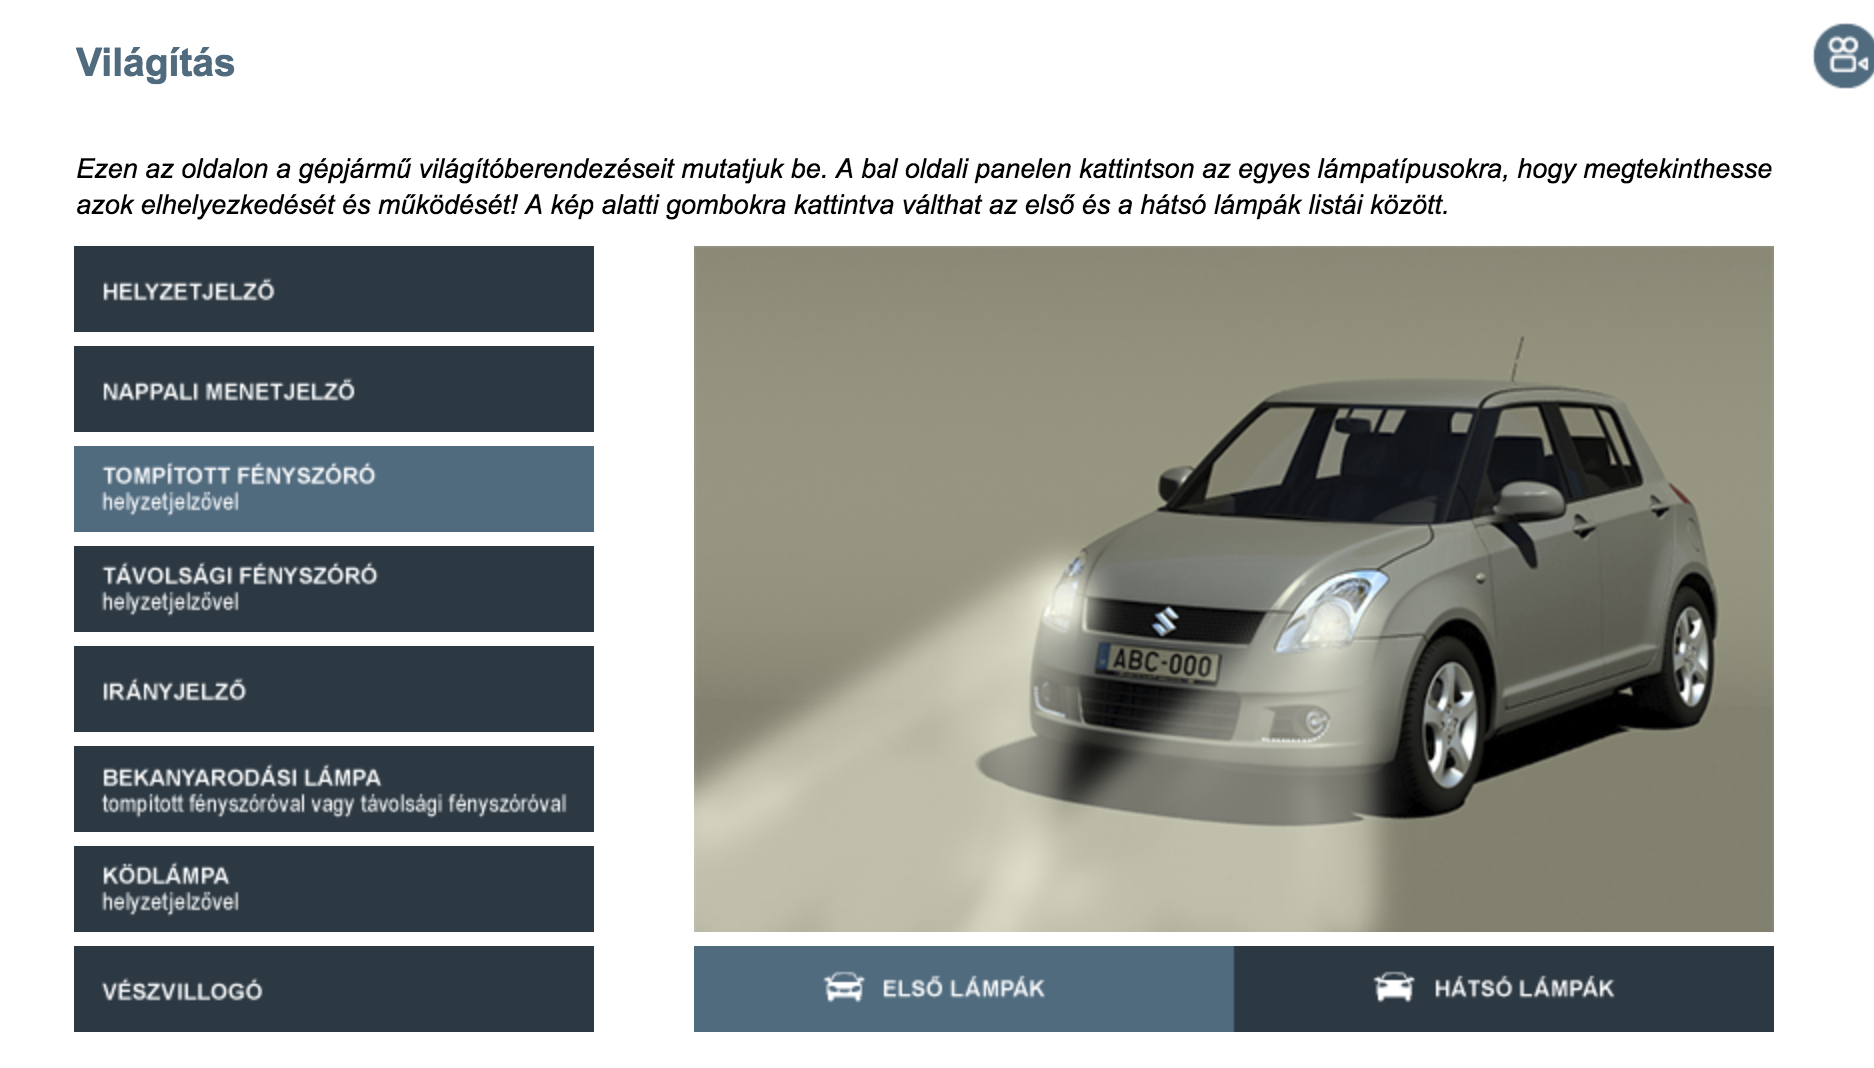 Világítás
Ezen az oldalon a gépjármű világítóberendezéseit mutatjuk be. A bal oldali panelen kattintson az egyes lámpatípusokra, hogy megtekinthesse
azok elhelyezkedését és működését! A kép alatti gombokra kattintva válthat az első és a hátsó lámpák listái között.
HELYZETJELZŐ
NAPPALI MENETJELZŐ
TOMPÍTOTT FÉNYSZÓRÓ
helyzetjelzővel
TÁVOLSÁGI FÉNYSZÓRÓ
helyzetjelzővel
IRÁNYJELZŐ
BEKANYARODÁSI LÁMPA
tompított fényszóróval vagy távolsági fényszóróval
KÖDLÁMPA
helyzetjelzővel
VÉSZVILLOGÓ
ABC-000
ELSŐ LÁMPÁK
HÁTSÓ LÁMPÁK